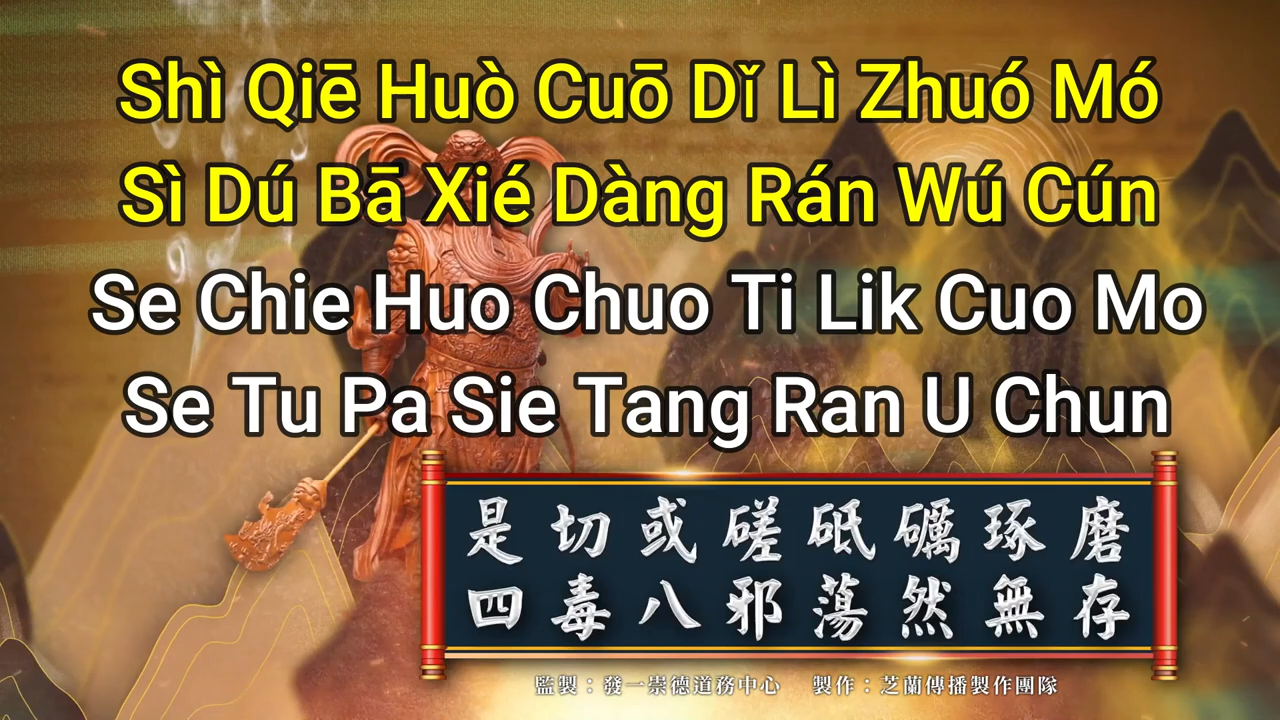 Shì Qiē Huò Cuō Dǐ Lì Zhuó Mó
Sì Dú Bā Xié Dàng Rán Wú Cún
Se Chie Huo Chuo Ti Lik Cuo Mo
Se Tu Pa Sie Tang Ran U Chun
是切或磋砥礪琢磨
四毒八邪蕩然無存
監製：發一崇德道務中心 製作：芝蘭傳播製作團隊